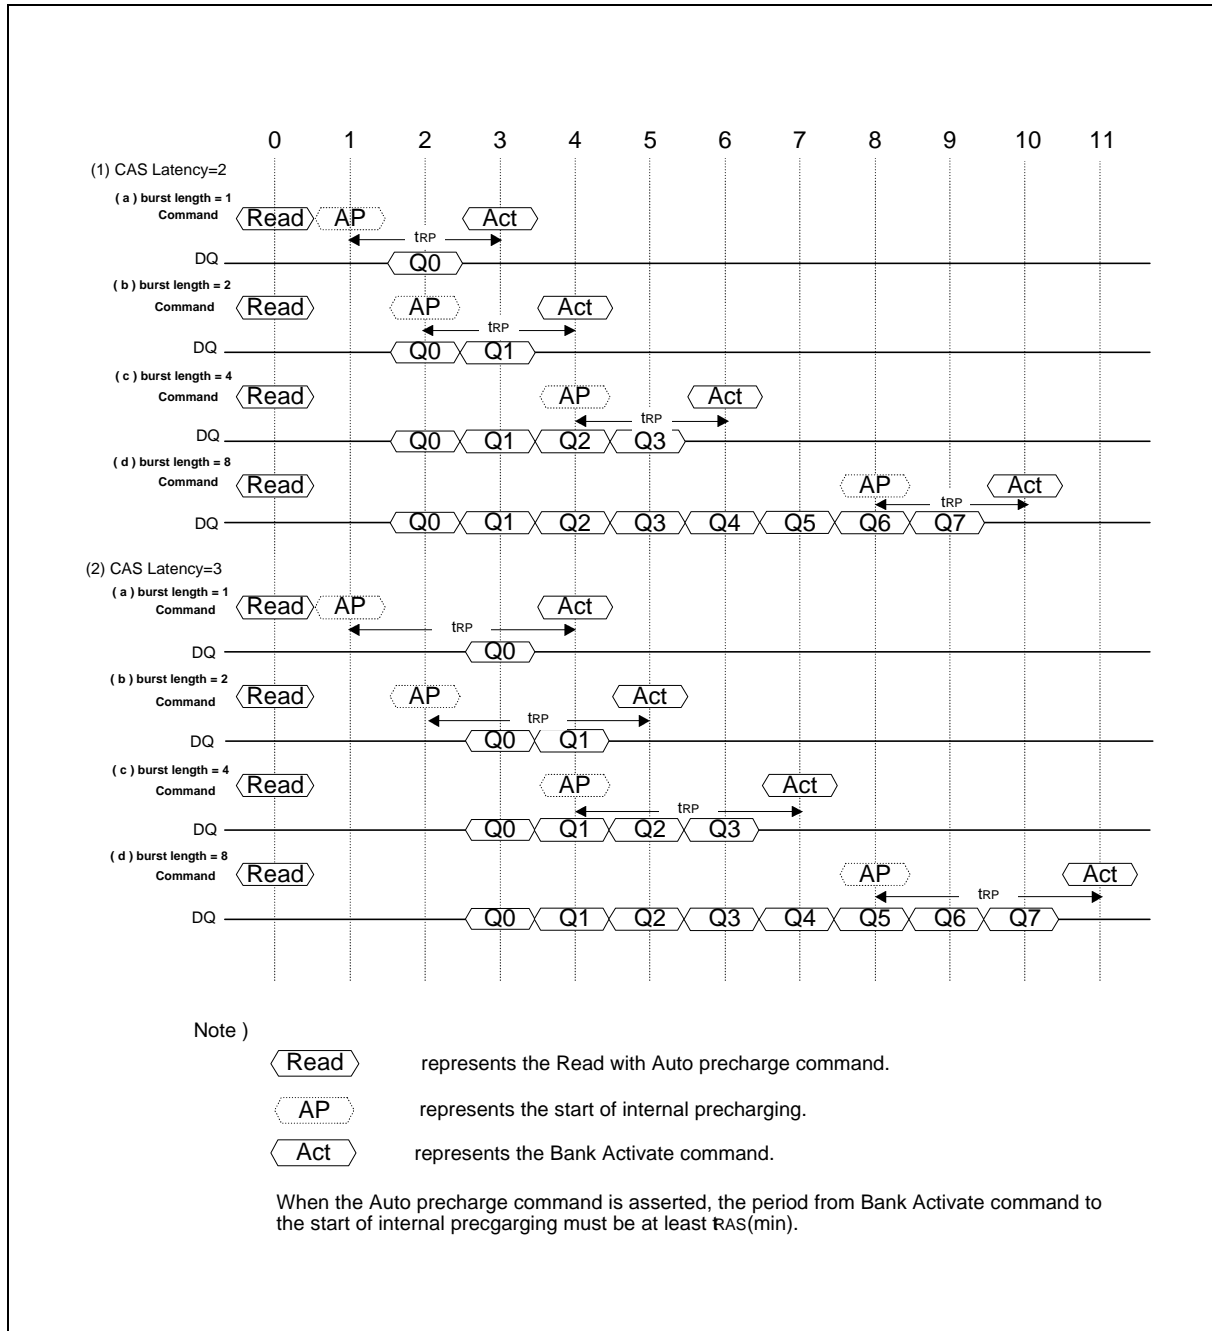 0 1 2 3 4 5 6 7 8 9 10 11
(1) CAS Latency=2
( a ) burst length = 1
Command Read AP Act
tRP
DQ Q0
( b ) burst length = 2
Command Read AP Act
tRP
DQ Q0 Q1
( c ) burst length = 4
Command Read AP Act
tRP
DQ Q0 Q1 Q2 Q3
( d ) burst length = 8
Command Read AP Act
tRP
DQ Q0 Q1 Q2 Q3 Q4 Q5 Q6 Q7
(2) CAS Latency=3
( a ) burst length = 1
Command Read AP Act
tRP
DQ Q0
( b ) burst length = 2
Command Read AP Act
tRP
DQ Q0 Q1
( c ) burst length = 4
Command Read AP Act
tRP
DQ Q0 Q1 Q2 Q3
( d ) burst length = 8
Command Read AP Act
tRP
DQ Q0 Q1 Q2 Q3 Q4 Q5 Q6 Q7
Note )
Read represents the Read with Auto precharge command.
AP represents the start of internal precharging.
Act represents the Bank Activate command.
When the Auto precharge command is asserted, the period from Bank Activate command to
the start of internal precgarging must be at least tRAS(min).